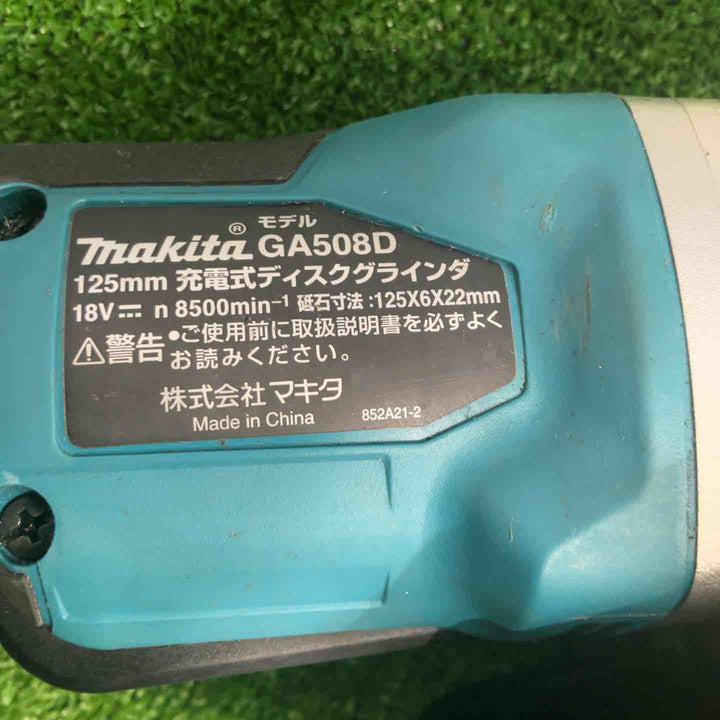 モデル
makita® GA508D
125mm 充電式ディスクグラインダ
18V⎓ n 8500min⁻¹ 砥石寸法:125X6X22mm
⚠警告 •ご使用前に取扱説明書を必ずよく
お読みください。
株式会社マキタ
Made in China 852A21-2